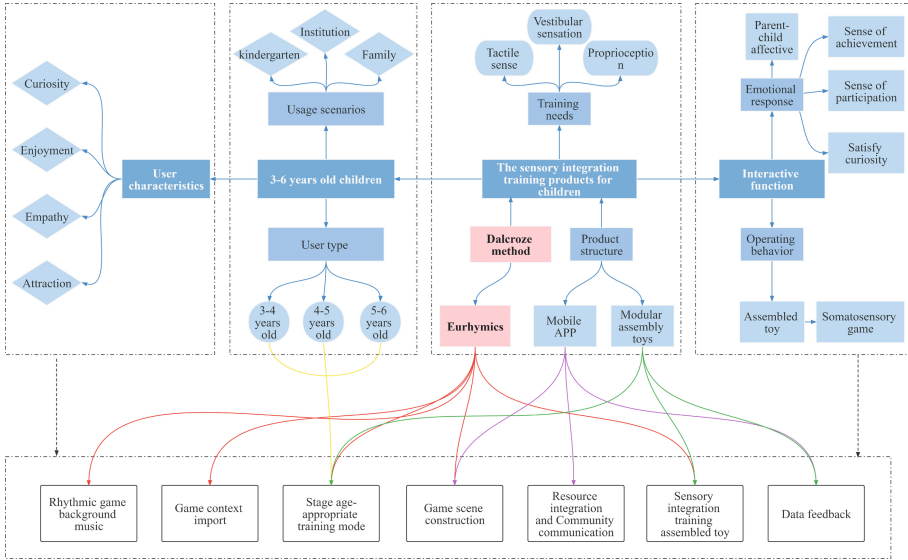 Curiosity
Enjoyment
Empathy
Attraction
User
characteristics
Institution
kindergarten
Family
Usage scenarios
3-6 years old children
User type
3-4
years
old
4-5
years
old
5-6
years
old
Vestibular
sensation
Tactile
sense
Proprioceptio
n
Training
needs
The sensory integration
training products for
children
Dalcroze
method
Product
structure
Eurhymics
Mobile
APP
Modular
assembly
toys
Parent-
child
affective
Sense of
achievement
Emotional
response
Sense of
participation
Satisfy
curiosity
Interactive
function
Operating
behavior
Assembled
toy
Somatosensory
game
Rhythmic game
background
music
Game context
import
Stage age-
appropriate
training mode
Game scene
construction
Resource
integration
and Community
communication
Sensory
integration
training
assembled toy
Data feedback